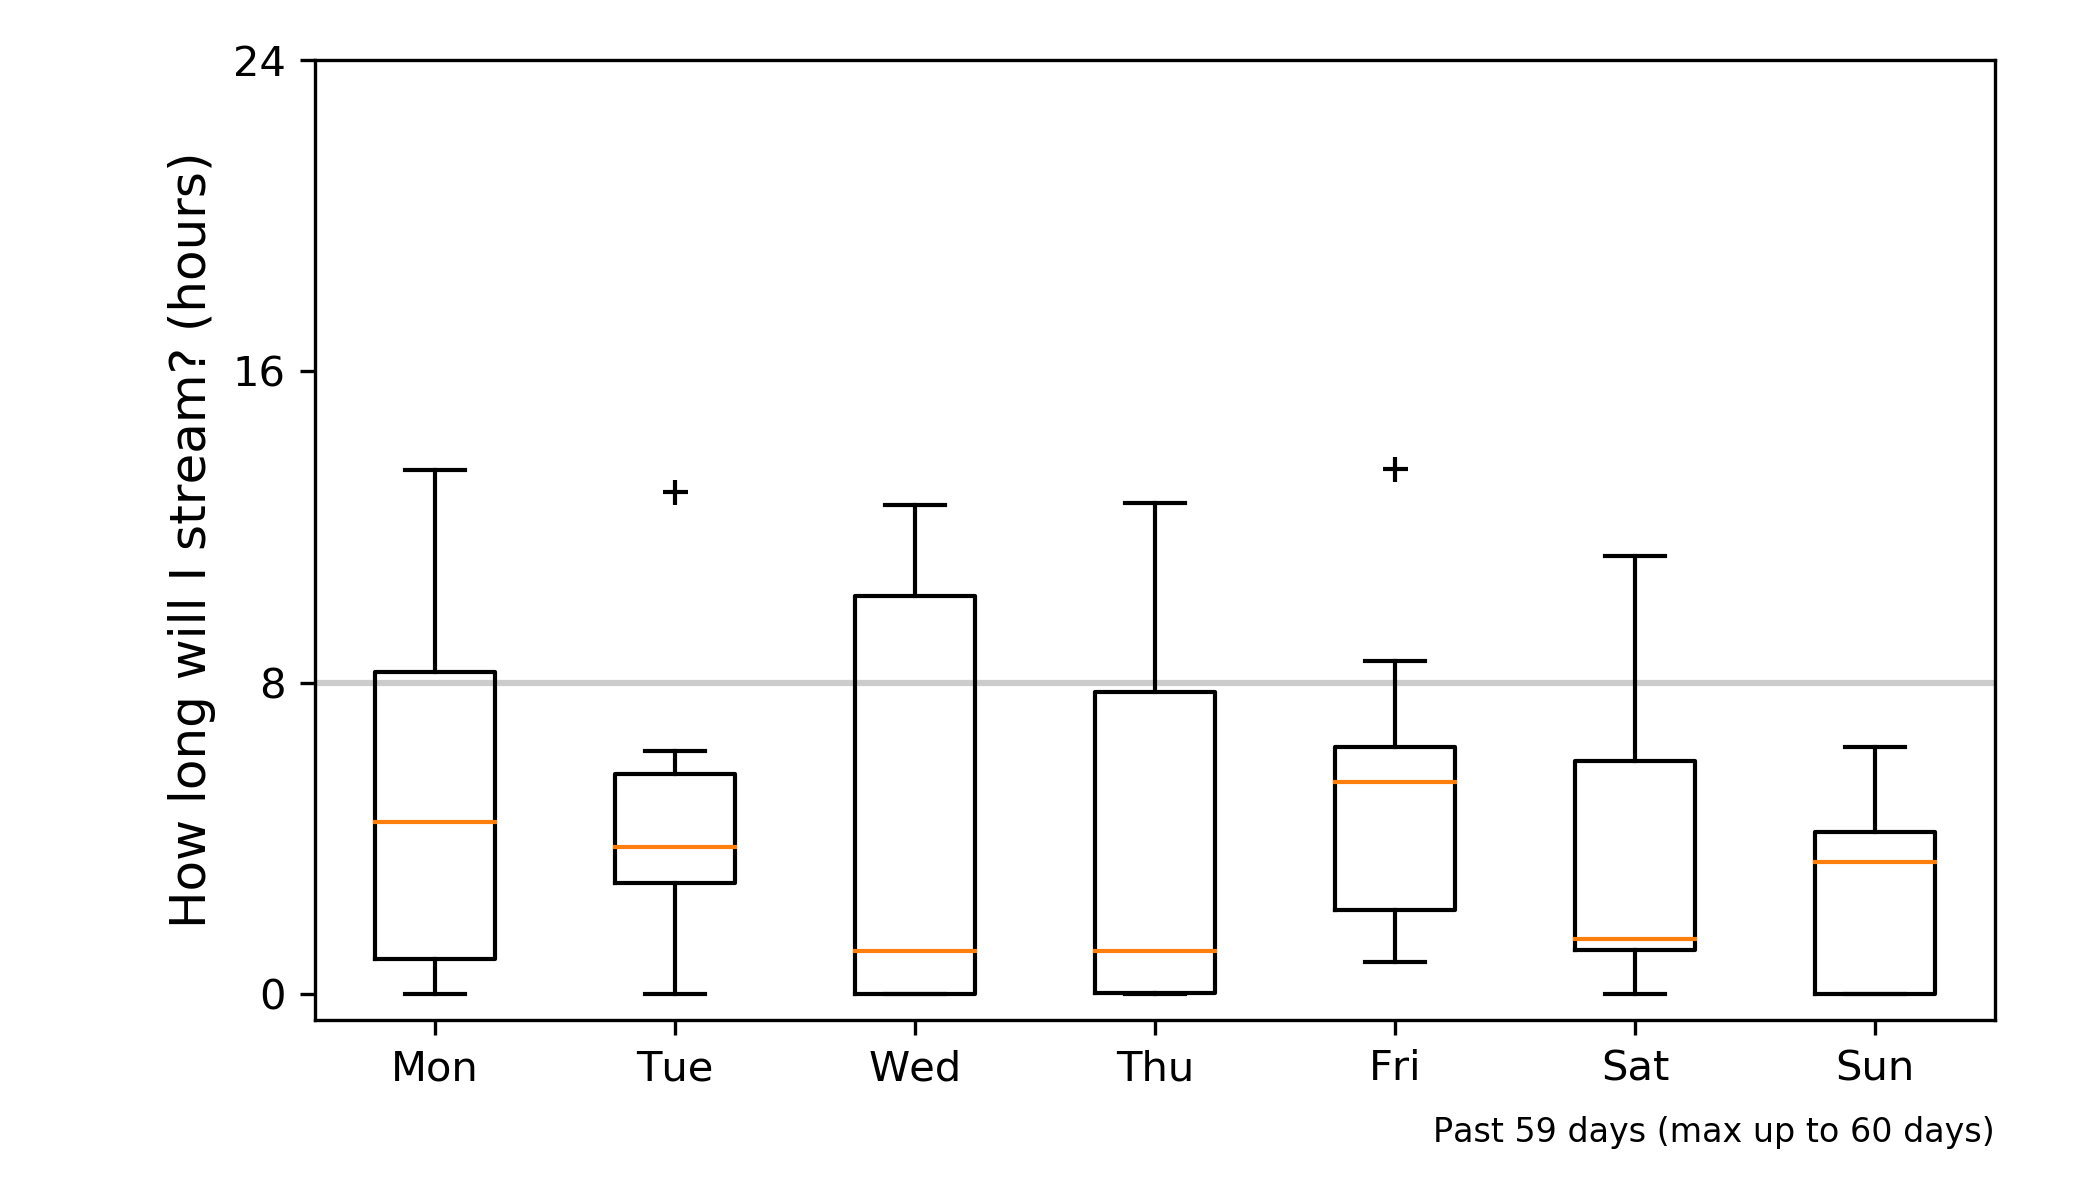 How long will I stream? (hours)
24
16
8
0
Mon Tue Wed Thu Fri Sat Sun
Past 59 days (max up to 60 days)